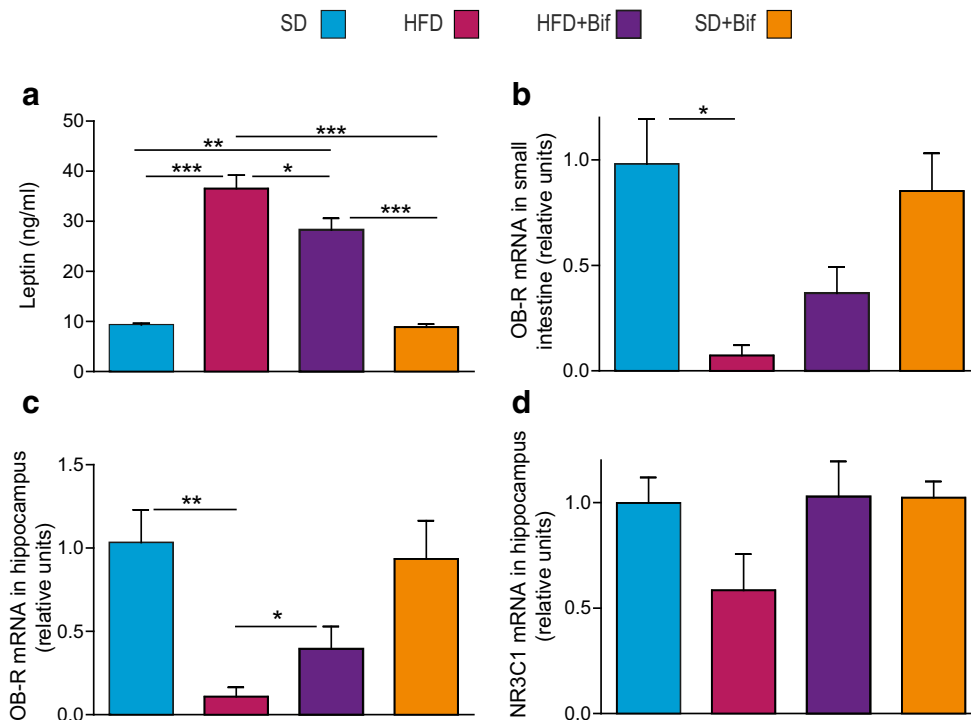 SD HFD HFD+Bif SD+Bif
a
Leptin (ng/ml)
50
40
30
20
10
0
***
**
***
*
***
b
OB-R mRNA in small
intestine (relative units)
1.0
0.5
0.0
*
c
OB-R mRNA in hippocampus
(relative units)
1.5
1.0
0.5
0.0
**
*
d
NR3C1 mRNA in hippocampus
(relative units)
1.0
0.5
0.0